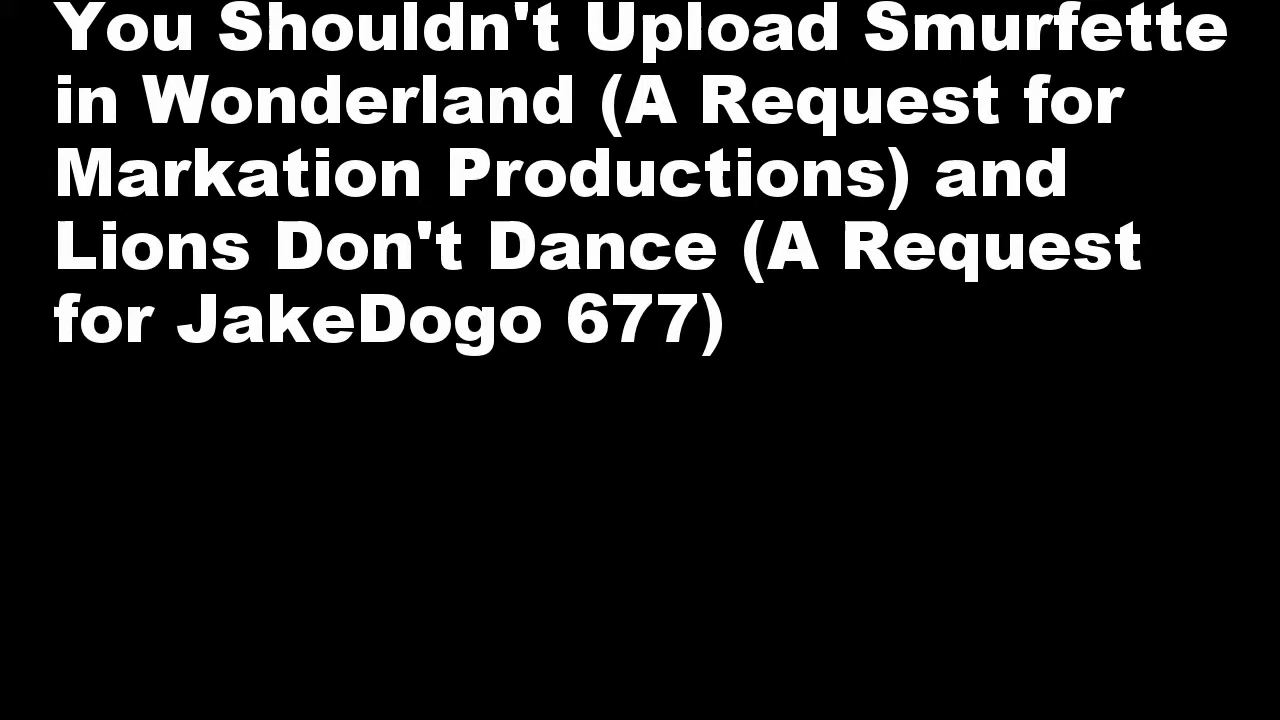 You Shouldn't Upload Smurfette
in Wonderland (A Request for
Markation Productions) and
Lions Don't Dance (A Request
for JakeDogo 677)